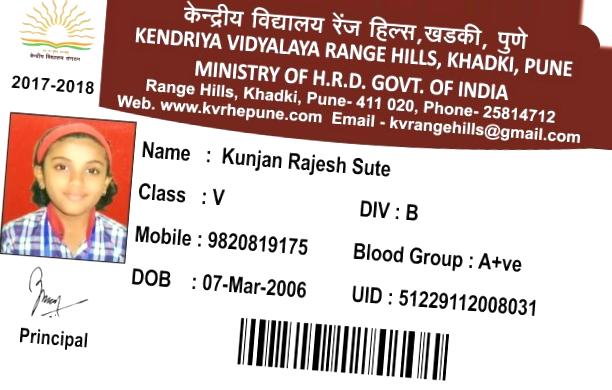 केन्द्रीय विद्यालय रेंज हिल्स, खडकी, पुणे
KENDRIYA VIDYALAYA RANGE HILLS, KHADKI, PUNE
MINISTRY OF H.R.D. GOVT. OF INDIA
Range Hills, Khadki, Pune- 411 020, Phone- 25814712
Web. www.kvrhepune.com Email - kvrangehills@gmail.com
केन्द्रीय विद्यालय संगठन
2017-2018
Name : Kunjan Rajesh Sute
Class : V
DIV : B
Mobile : 9820819175
Blood Group : A+ve
DOB : 07-Mar-2006
UID : 51229112008031
Principal